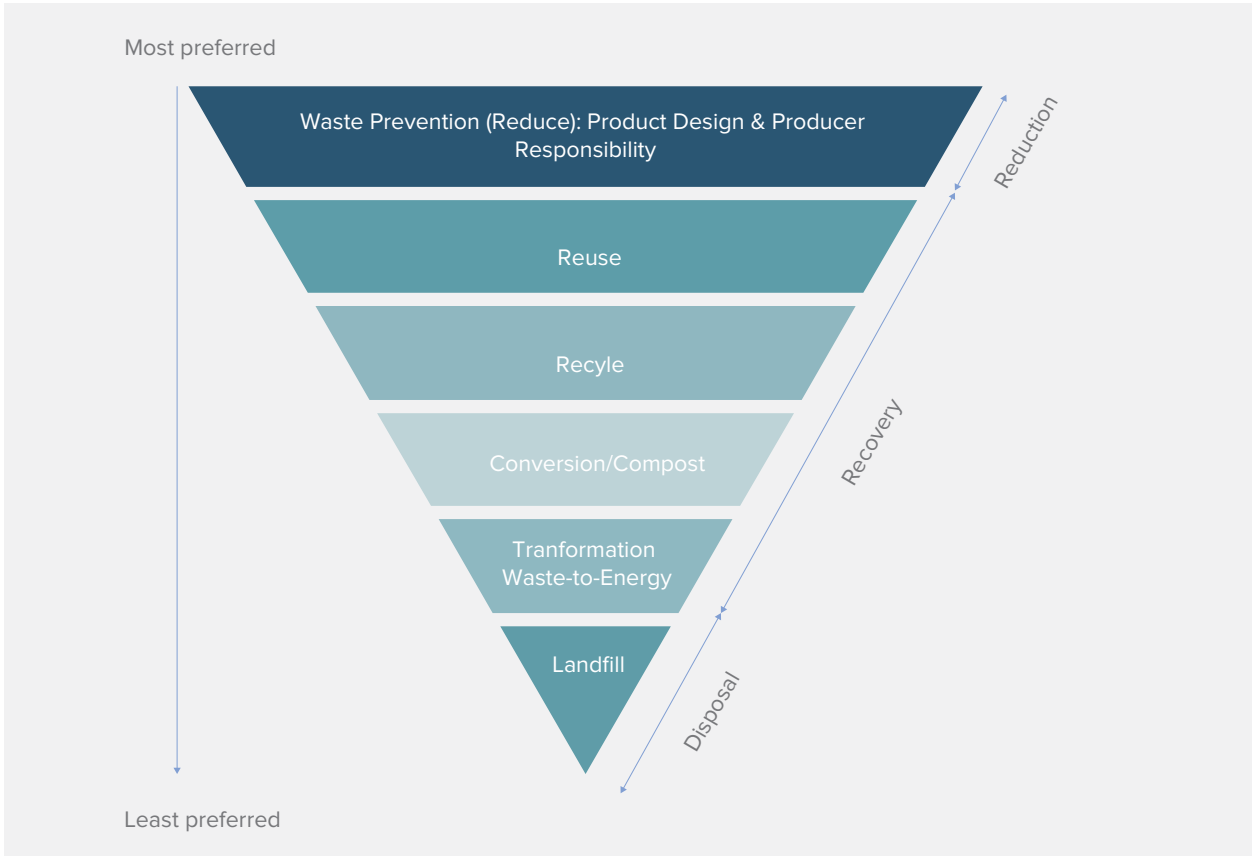 Most preferred
Waste Prevention (Reduce): Product Design & Producer
Responsibility
Reduction
Reuse
Recyle
Recovery
Conversion/Compost
Tranformation
Waste-to-Energy
Landfill
Disposal
Least preferred